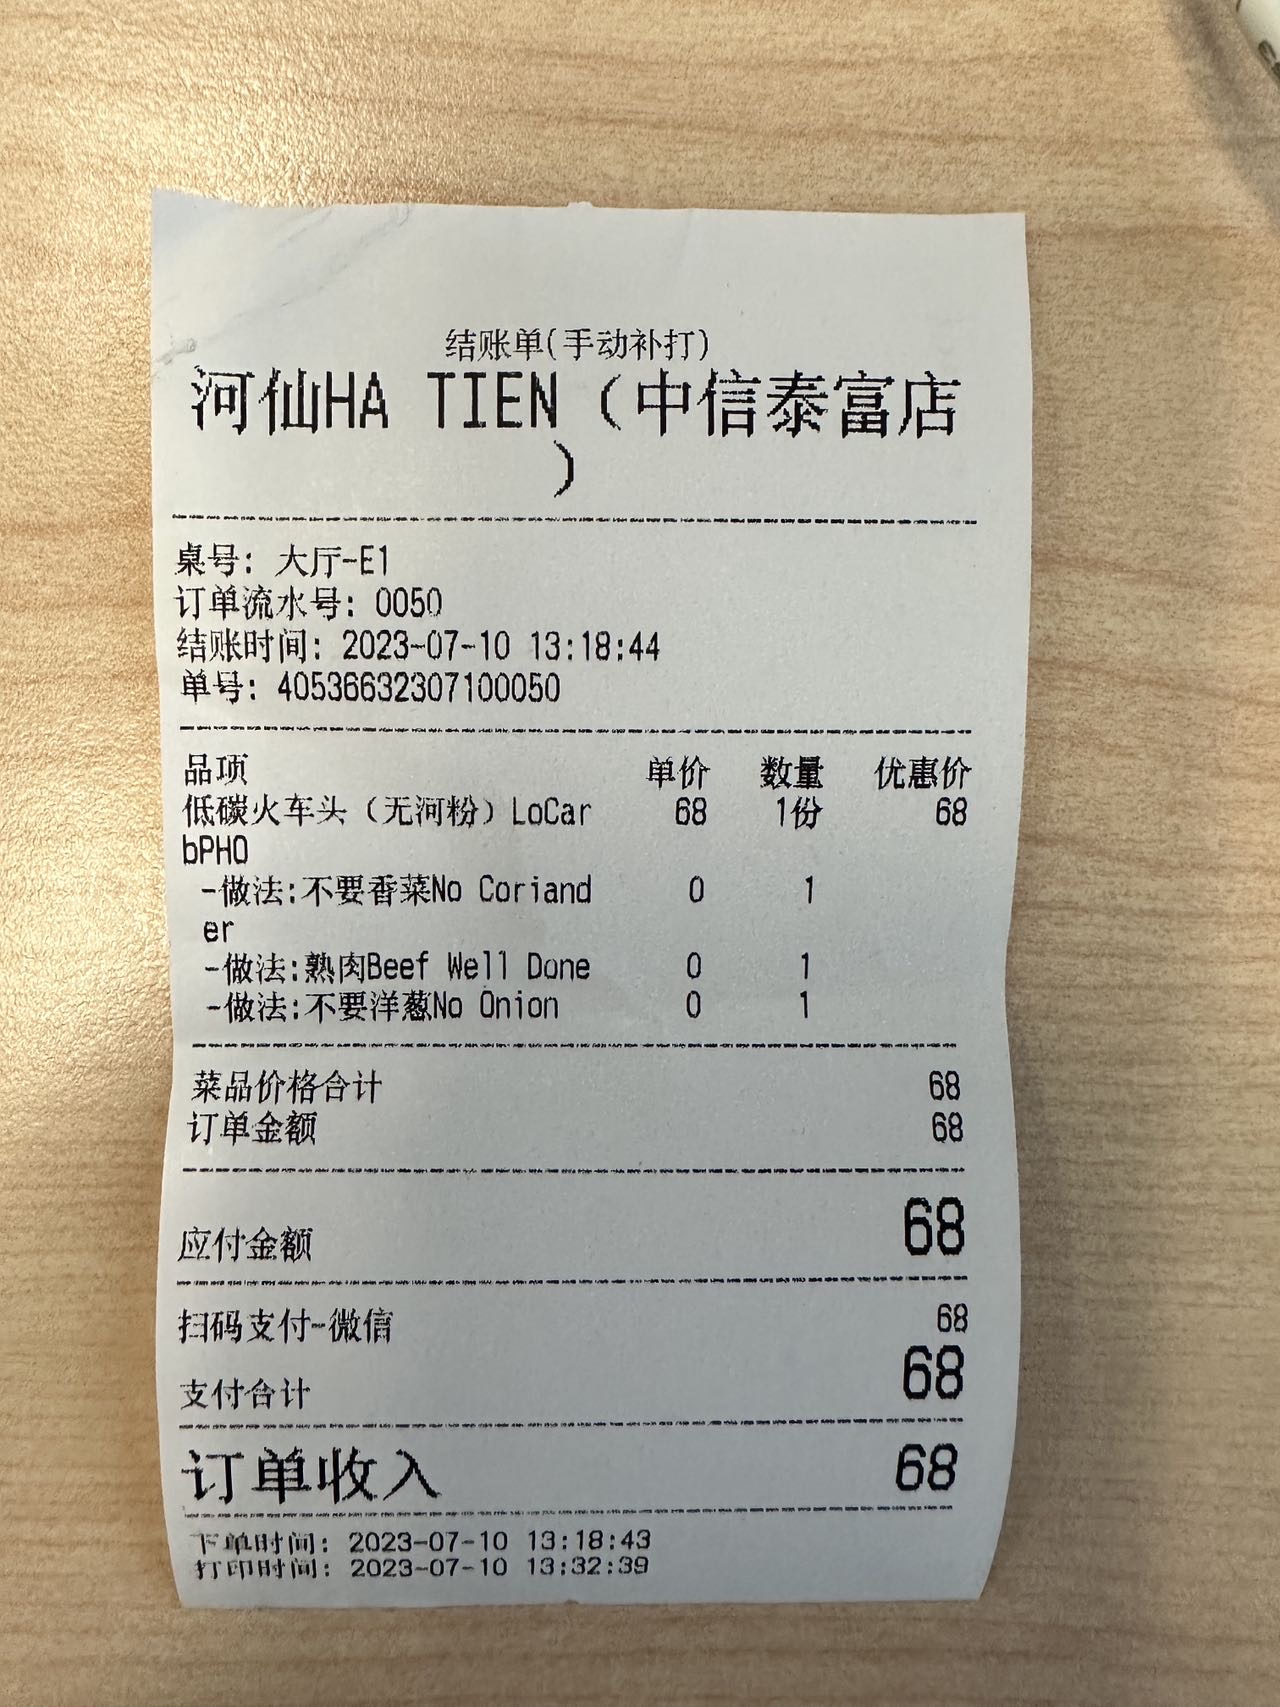 结账单(手动补打)
河仙HA TIEN（中信泰富店
）
桌号: 大厅-E1
订单流水号: 0050
结账时间: 2023-07-10 13:18:44
单号: 40536632307100050
品项 单价 数量 优惠价
低碳火车头（无河粉）LoCar 68 1份 68
bPHO
-做法:不要香菜No Coriand 0 1
er
-做法:熟肉Beef Well Done 0 1
-做法:不要洋葱No Onion 0 1
菜品价格合计 68
订单金额 68
应付金额 68
扫码支付-微信 68
支付合计 68
订单收入 68
下单时间: 2023-07-10 13:18:43
打印时间: 2023-07-10 13:32:39